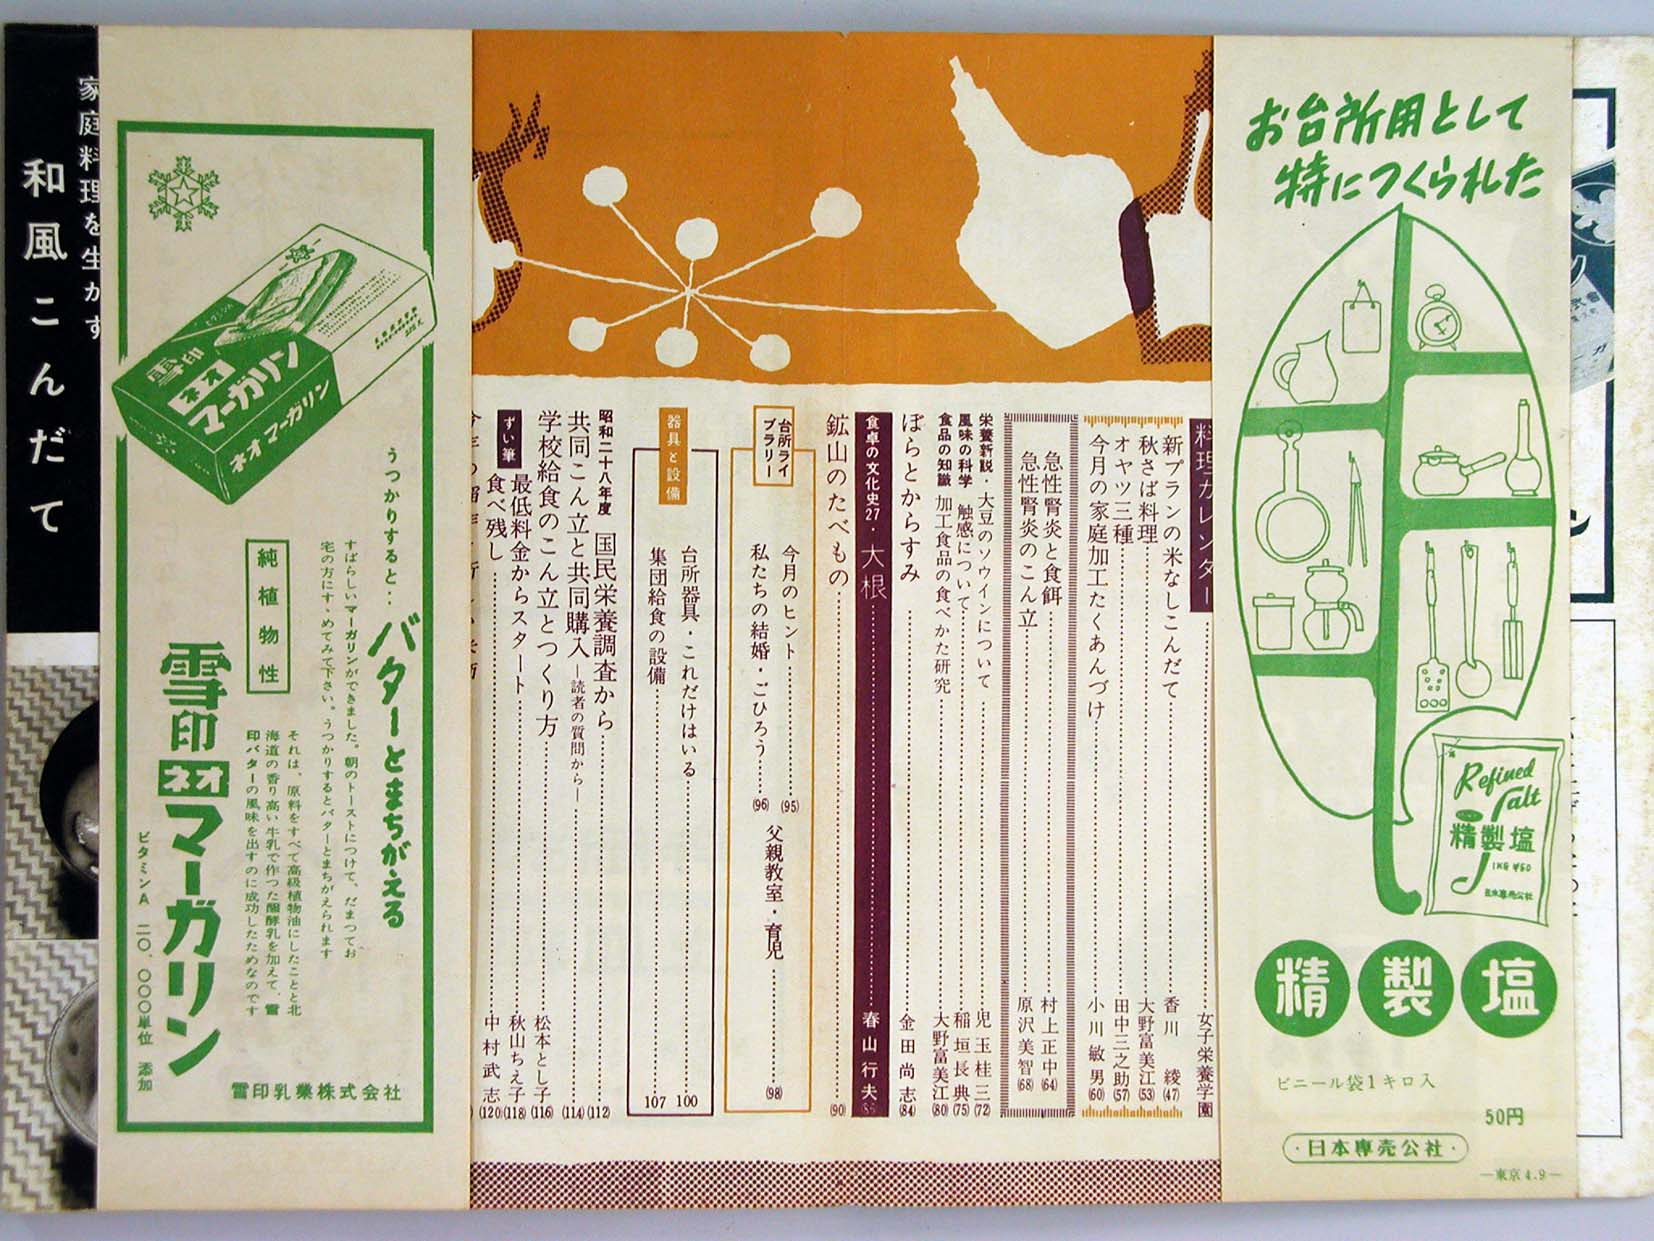 お台所用として
特につくられた
Refined
Salt
精製塩
1KG ¥50
日本専売公社
精製塩
ビニール袋1キロ入
50円
・日本専売公社・
―東京4.9―
料理カレンダー
女子栄養学園
新プランの米なしこんだて 香川 綾 (47)
秋さば料理 大野富美江 (53)
オヤツ三種 田中三之助 (57)
今月の家庭加工たくあんづけ 小川敏男 (60)
急性腎炎と食餌 村上正中 (64)
急性腎炎のこん立 原沢美智 (68)
栄養新説・大豆のソウインについて 児玉桂三 (72)
風味の科学 触感について 稲垣長典 (75)
食品の知識 加工食品の食べかた研究 大野富美江 (80)
ぼらとからすみ 金田尚志 (84)
食卓の文化史27・大根 春山行夫
鉱山のたべもの (90)
台所ライブラリー
今月のヒント (95)
私たちの結婚・ごひろう (96)
父親教室・育児 (98)
器具と設備
台所器具・これだけはいる 100
集団給食の設備 107
昭和二十八年度 国民栄養調査から (112)
共同こん立と共同購入 ―読者の質問から― (114)
学校給食のこん立とつくり方 松本とし子 (116)
ずい筆
最低料金からスタート 秋山ちえ子 (118)
食べ残し 中村武志 (120)
雪印
ネオ
マーガリン
ネオマーガリン
うつかりすると‥
バターとまちがえる
すばらしいマーガリンができました。朝のトーストにつけて、だまつてお
宅の方にすゝめてみて下さい。うつかりするとバターとまちがえられます
純植物性
それは、原料をすべて高級植物油にしたことと北
海道の香り高い牛乳で作つた醗酵乳を加えて、雪
印バターの風味を出すのに成功したためなのです
雪印ネオマーガリン
ビタミンA 二〇、〇〇〇単位 添加
雪印乳業株式会社
家庭料理を生かす
和風こんだて